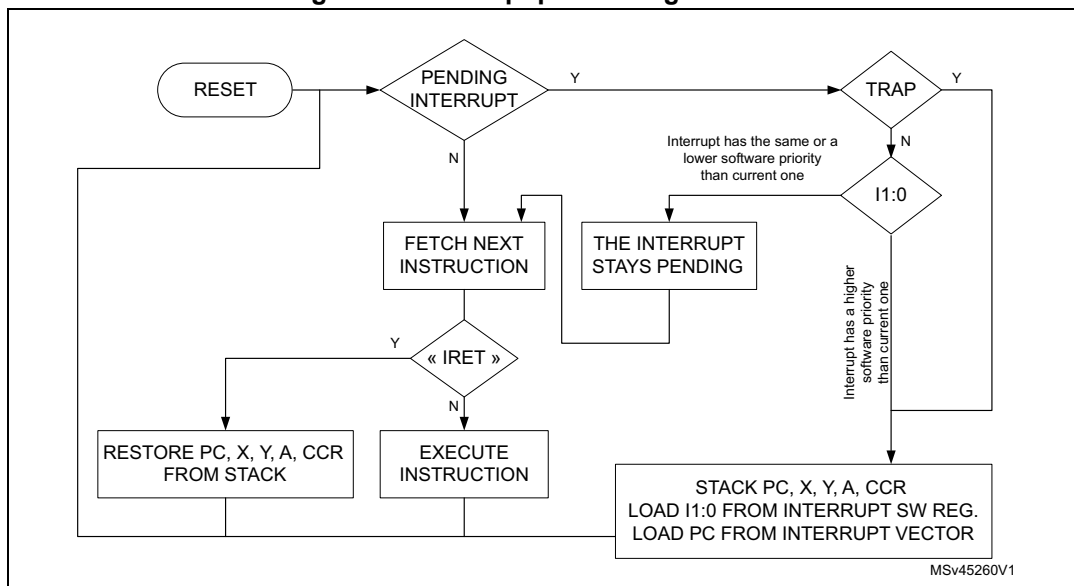 RESET
PENDING
INTERRUPT
Y
TRAP
Y
N
Interrupt has the same or a
lower software priority
than current one
N
I1:0
FETCH NEXT
INSTRUCTION
THE INTERRUPT
STAYS PENDING
Interrupt has a higher
software priority
than current one
Y
« IRET »
N
RESTORE PC, X, Y, A, CCR
FROM STACK
EXECUTE
INSTRUCTION
STACK PC, X, Y, A, CCR
LOAD I1:0 FROM INTERRUPT SW REG.
LOAD PC FROM INTERRUPT VECTOR
MSv45260V1